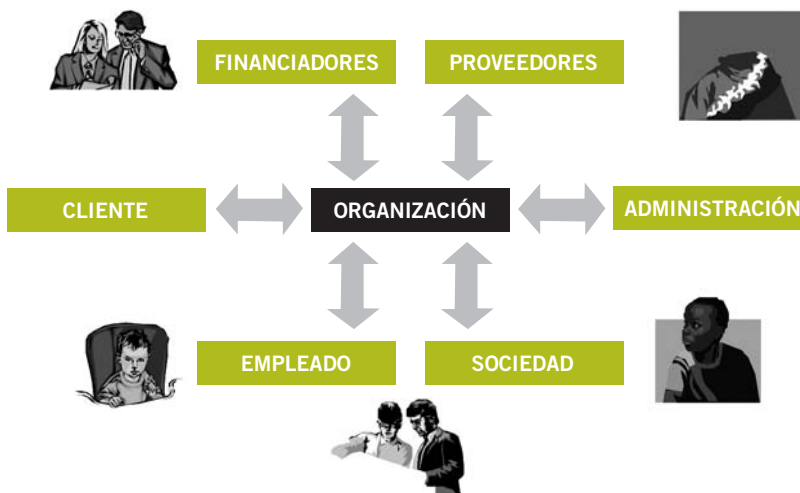 FINANCIADORES
PROVEEDORES
CLIENTE
ORGANIZACIÓN
ADMINISTRACIÓN
EMPLEADO
SOCIEDAD